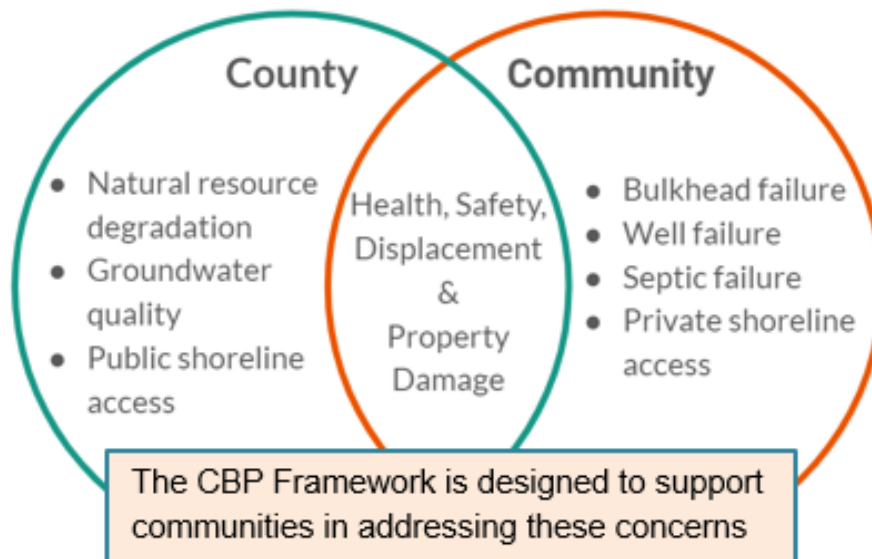 County
Community
● Natural resource
degradation
● Groundwater
quality
● Public shoreline
access
Health, Safety,
Displacement
&
Property
Damage
● Bulkhead failure
● Well failure
● Septic failure
● Private shoreline
access
The CBP Framework is designed to support
communities in addressing these concerns